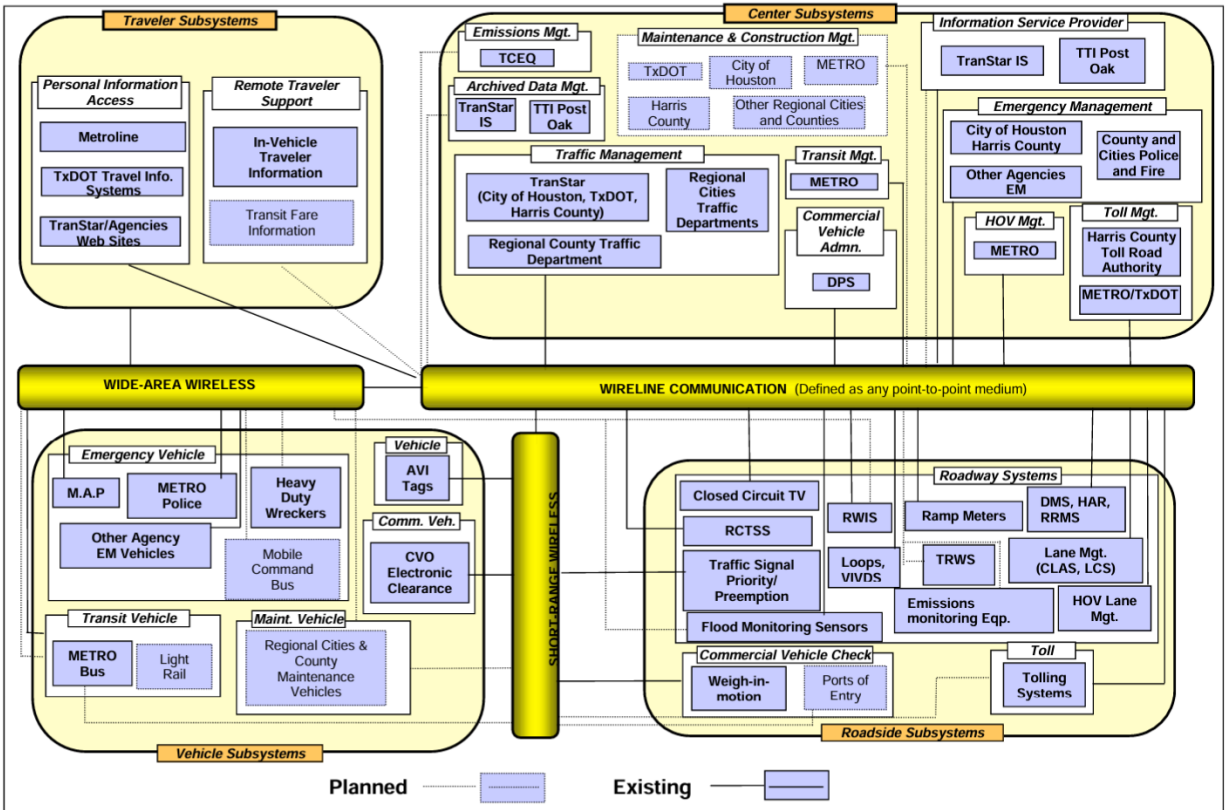 Traveler Subsystems
Personal Information
Access
Metroline
TxDOT Travel Info.
Systems
TranStar/Agencies
Web Sites
Remote Traveler
Support
In-Vehicle
Traveler
Information
Transit Fare
Information
Center Subsystems
Emissions Mgt.
TCEQ
Archived Data Mgt.
TranStar
IS
TTI Post
Oak
Maintenance & Construction Mgt.
TxDOT
City of
Houston
METRO
Harris
County
Other Regional Cities
and Counties
Information Service Provider
TranStar IS
TTI Post
Oak
Emergency Management
City of Houston
Harris County
County and
Cities Police
and Fire
Other Agencies
EM
Traffic Management
TranStar
(City of Houston, TxDOT,
Harris County)
Regional
Cities
Traffic
Departments
Regional County Traffic
Department
Transit Mgt.
METRO
Commercial
Vehicle
Admn.
DPS
HOV Mgt.
METRO
Toll Mgt.
Harris County
Toll Road
Authority
METRO/TxDOT
WIDE-AREA WIRELESS
WIRELINE COMMUNICATION (Defined as any point-to-point medium)
SHORT-RANGE WIRELESS
Emergency Vehicle
M.A.P
METRO
Police
Heavy
Duty
Wreckers
Other Agency
EM Vehicles
Mobile
Command
Bus
Vehicle
AVI
Tags
Comm. Veh.
CVO
Electronic
Clearance
Transit Vehicle
METRO
Bus
Light
Rail
Maint. Vehicle
Regional Cities &
County
Maintenance
Vehicles
Vehicle Subsystems
Roadway Systems
Closed Circuit TV
RCTSS
Traffic Signal
Priority/
Preemption
Flood Monitoring Sensors
RWIS
Loops,
VIVDS
Ramp Meters
TRWS
Emissions
monitoring Eqp.
DMS, HAR,
RRMS
Lane Mgt.
(CLAS, LCS)
HOV Lane
Mgt.
Commercial Vehicle Check
Weigh-in-
motion
Ports of
Entry
Toll
Tolling
Systems
Roadside Subsystems
Planned
Existing